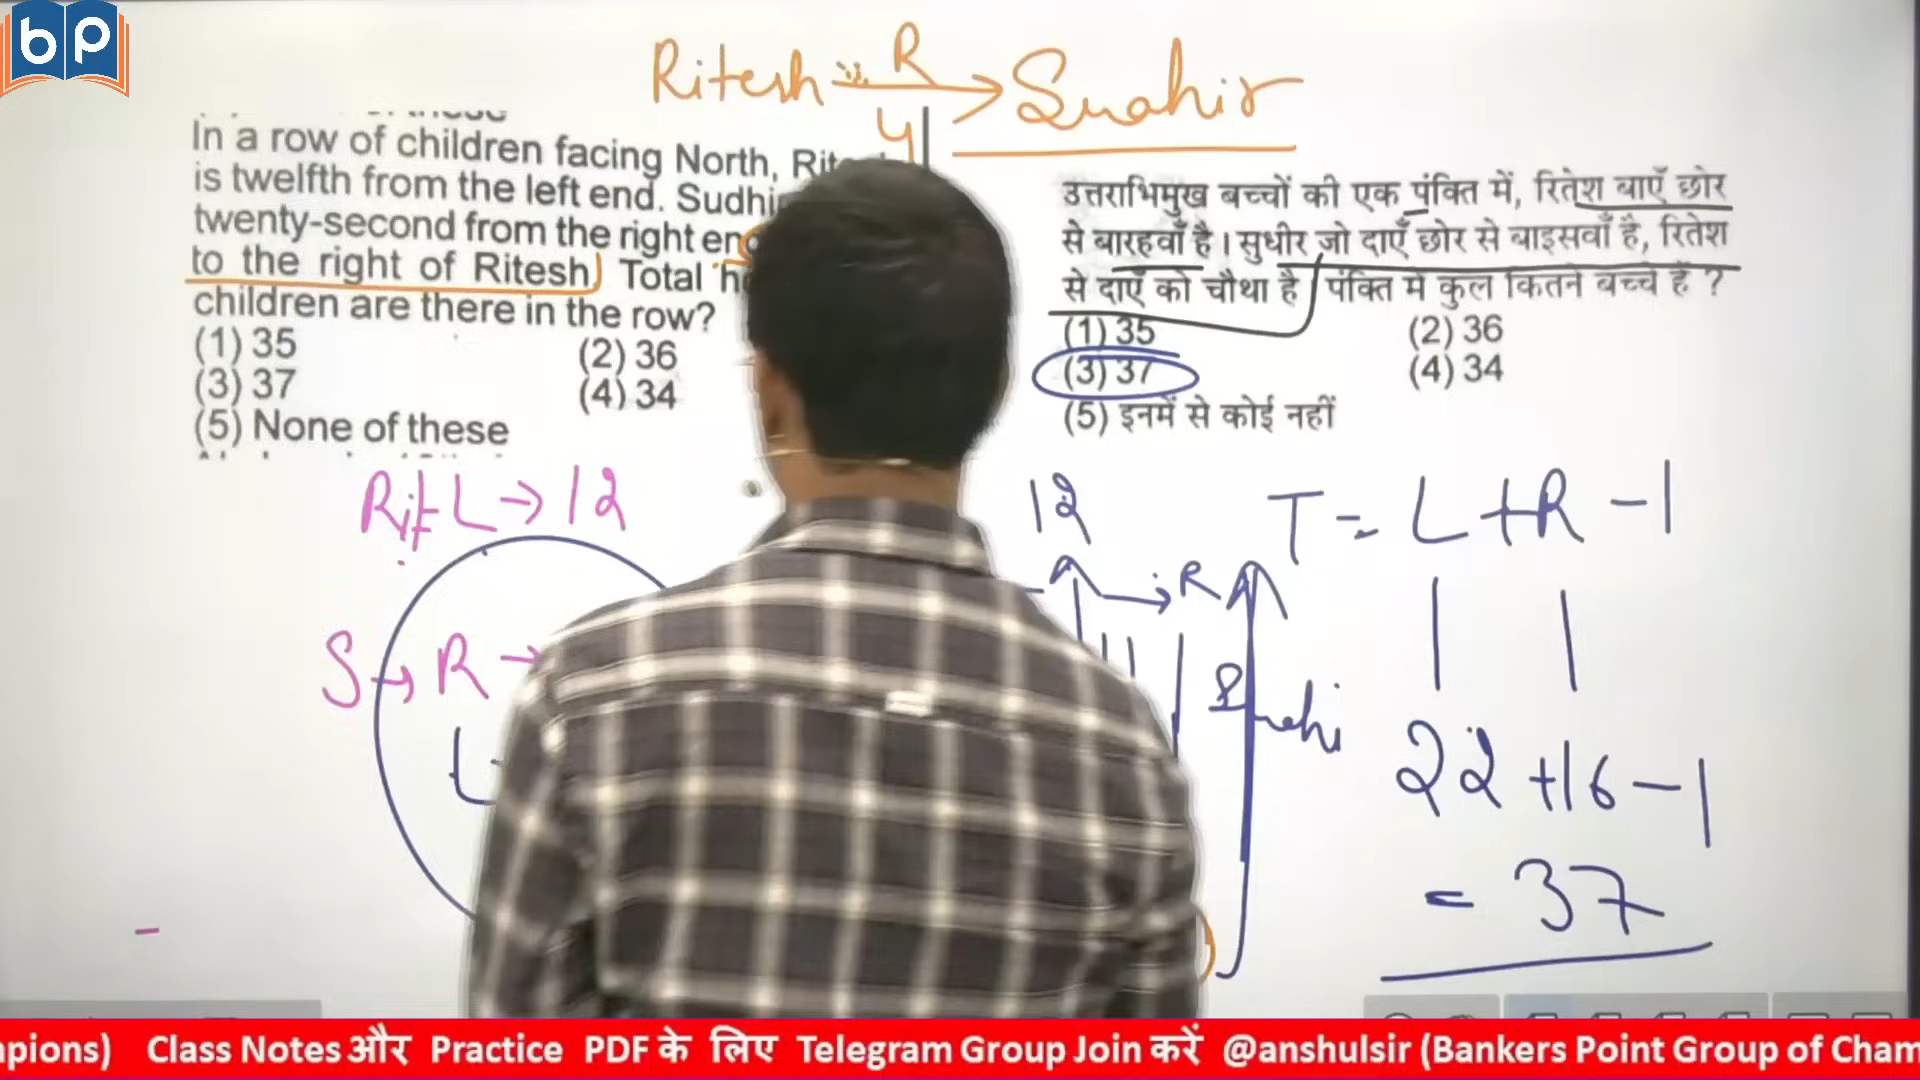 bp
Ritesh R Sudhir
4
In a row of children facing North,
is twelfth from the left end.
twenty-second from the right
to the right of Ritesh. Total
children are there in the row?
(1) 35 (2) 36
(3) 37 (4) 34
(5) None of these
उत्तराभिमुख बच्चों की एक पंक्ति में, रितेश बाएँ छोर
से बारहवाँ है। सुधीर जो दाएँ छोर से बाइसवाँ है, रितेश
से दाएँ को चौथा है पंक्ति में कुल कितने बच्चे हैं ?
(1) 35 (2) 36
(3) 37 (4) 34
(5) इनमें से कोई नहीं
Rit L → 12
S → R →
L
12
R
T = L + R - 1
22 + 16 - 1
= 37
Class Notes और Practice PDF के लिए Telegram Group Join करें @anshulsir (Bankers Point Group of